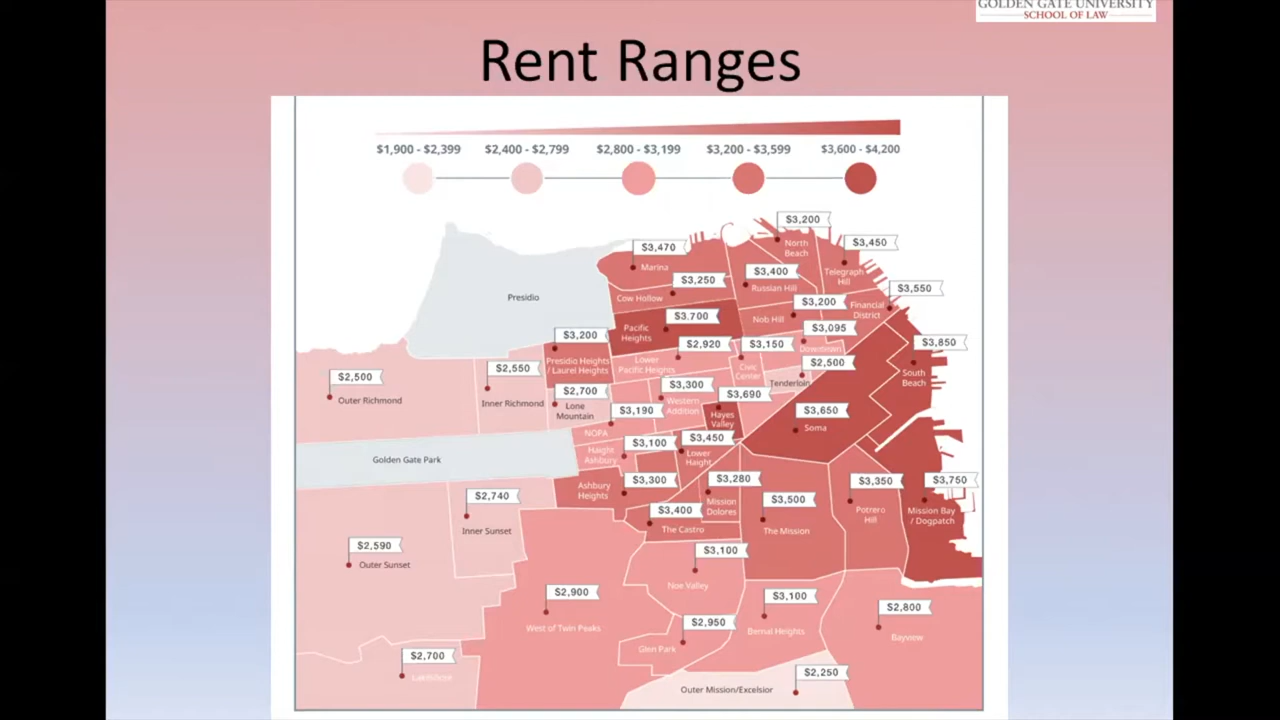 GOLDEN GATE UNIVERSITY
SCHOOL OF LAW
Rent Ranges
$1,900 - $2,399
$2,400 - $2,799
$2,800 - $3,199
$3,200 - $3,599
$3,600 - $4,200
$3,200
North
Beach
$3,450
Telegraph
Hill
$3,470
Marina
$3,400
Russian Hill
$3,250
Cow Hollow
$3,550
Financial
District
Presidio
$3,200
Nob Hill
$3,700
Pacific
Heights
$3,095
Downtown
$3,200
Presidio Heights
/ Laurel Heights
$2,920
Lower
Pacific Heights
$3,150
Civic
Center
$3,850
South
Beach
$2,500
Tenderloin
$2,500
Outer Richmond
$2,550
Inner Richmond
$2,700
Lone
Mountain
$3,300
Western
Addition
$3,690
Hayes
Valley
$3,650
Soma
$3,190
NOPA
Golden Gate Park
$3,100
Haight
Ashbury
$3,450
Lower
Haight
$3,300
Ashbury
Heights
$3,280
Mission
Dolores
$3,500
The Mission
$3,350
Potrero
Hill
$3,750
Mission Bay
/ Dogpatch
$2,740
Inner Sunset
$3,400
The Castro
$2,590
Outer Sunset
$3,100
Noe Valley
$2,900
West of Twin Peaks
$3,100
Bernal Heights
$2,800
Bayview
$2,950
Glen Park
$2,700
Lakeshore
$2,250
Outer Mission/Excelsior